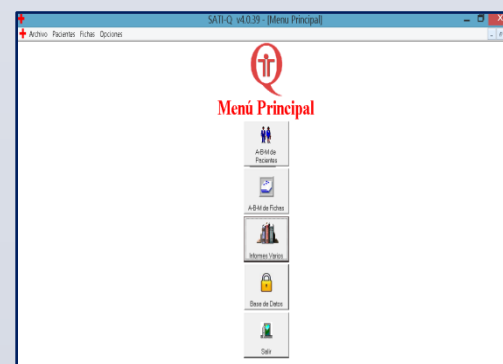 SATI-Q v4.0.39 - [Menu Principal]
Archivo Pacientes Fichas Opciones
Menú Principal
A-B-M de
Pacientes
A-B-M de Fichas
Informes Varios
Base de Datos
Salir